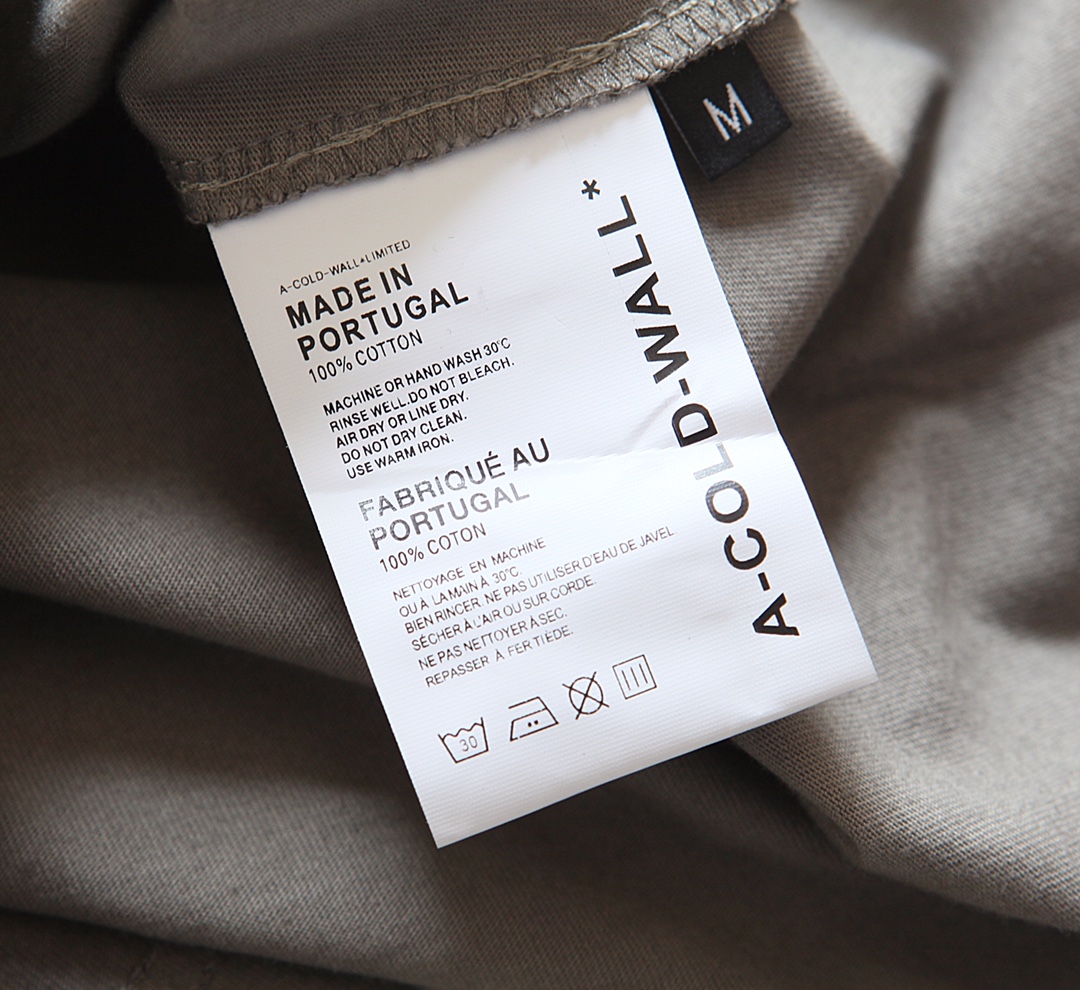 M
A-COLD-WALL*
A-COLD-WALL*LIMITED
MADE IN
PORTUGAL
100% COTTON
MACHINE OR HAND WASH 30°C
RINSE WELL.DO NOT BLEACH.
AIR DRY OR LINE DRY.
DO NOT DRY CLEAN.
USE WARM IRON.
FABRIQUÉ AU
PORTUGAL
100% COTON
NETTOYAGE EN MACHINE
OU À LA MAIN À 30°C.
BIEN RINCER. NE PAS UTILISER D'EAU DE JAVEL
SÉCHER À L'AIR OU SUR CORDE.
NE PAS NETTOYER À SEC.
REPASSER À FER TIÈDE.
30